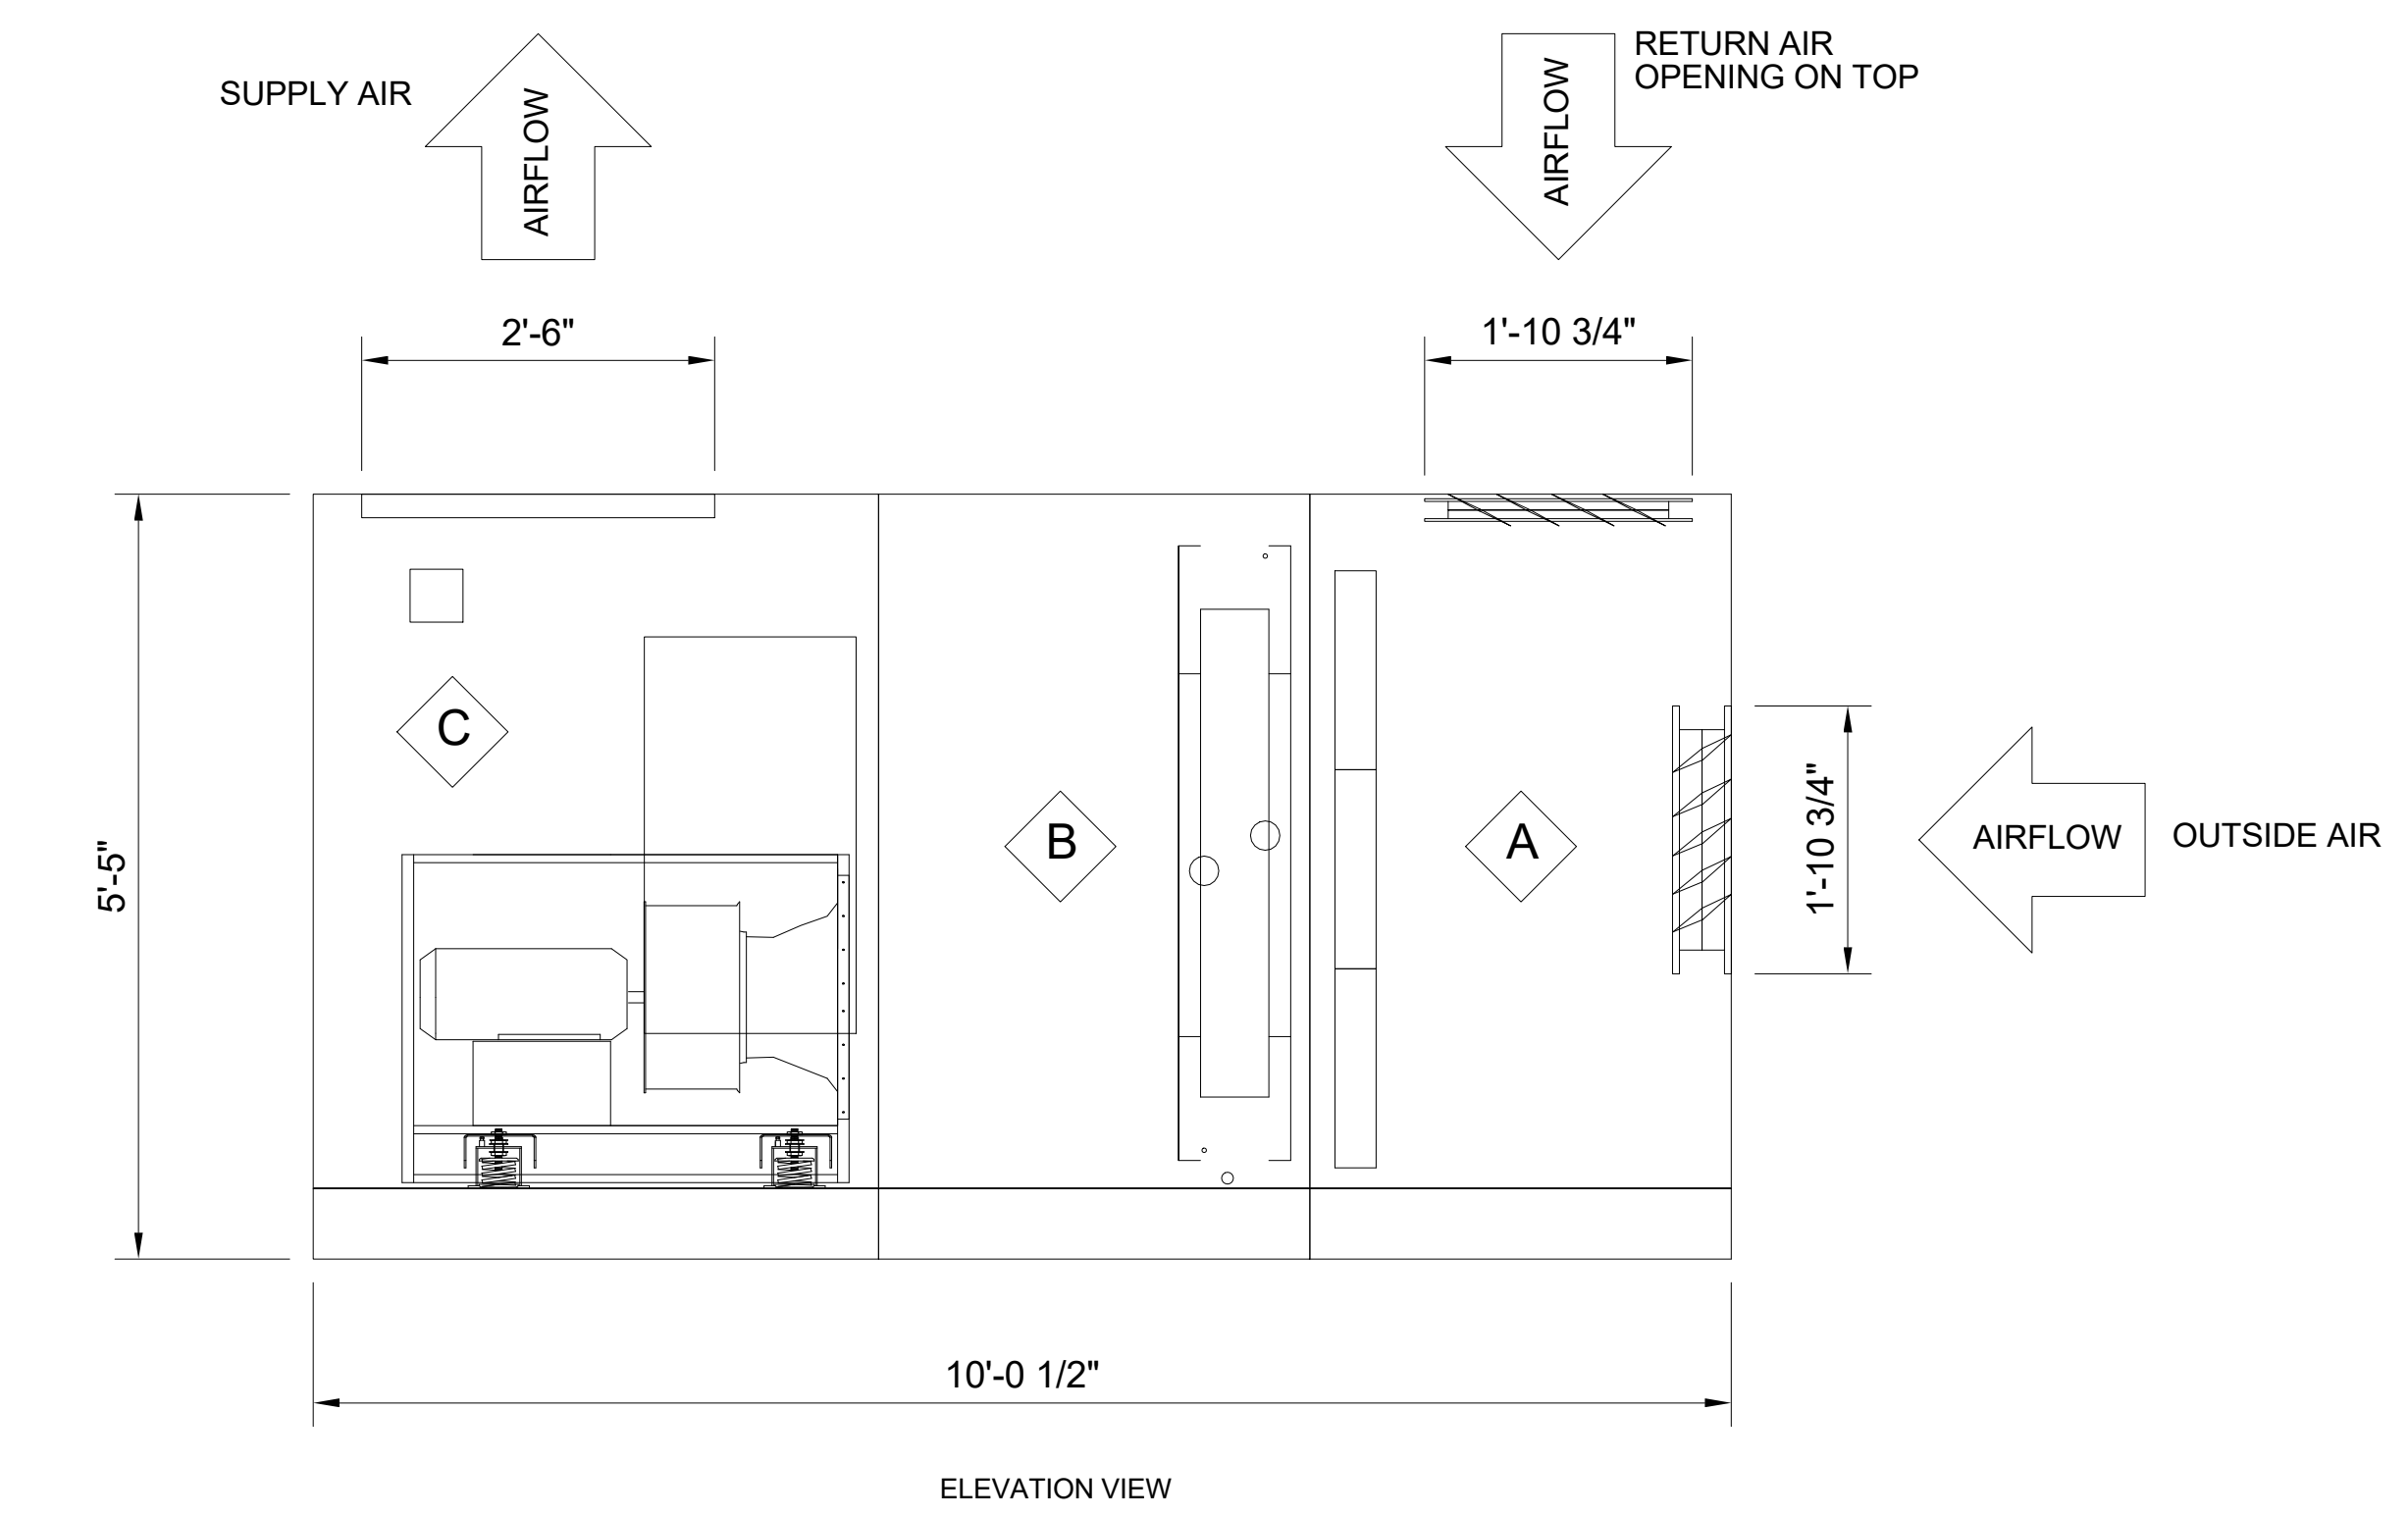 RETURN AIR
OPENING ON TOP
SUPPLY AIR
AIRFLOW
AIRFLOW
2'-6"
1'-10 3/4"
C
B
A
5'-5"
1'-10 3/4"
AIRFLOW
OUTSIDE AIR
10'-0 1/2"
ELEVATION VIEW